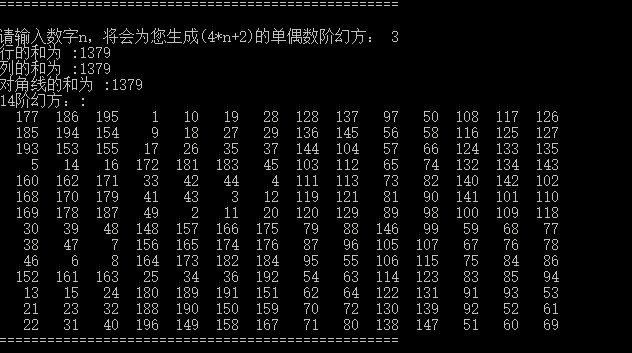 ==================================================
请输入数字n, 将会为您生成(4*n+2)的单偶数阶幻方： 3
行的和为 :1379
列的和为 :1379
对角线的和为 :1379
14阶幻方：:
177 186 195 1 10 19 28 128 137 97 50 108 117 126
185 194 154 9 18 27 29 136 145 56 58 116 125 127
193 153 155 17 26 35 37 144 104 57 66 124 133 135
5 14 16 172 181 183 45 103 112 65 74 132 134 143
160 162 171 33 42 44 4 111 113 73 82 140 142 102
168 170 179 41 43 3 12 119 121 81 90 141 101 110
169 178 187 49 2 11 20 120 129 89 98 100 109 118
30 39 48 148 157 166 175 79 88 146 99 59 68 77
38 47 7 156 165 174 176 87 96 105 107 67 76 78
46 6 8 164 173 182 184 95 55 106 115 75 84 86
152 161 163 25 34 36 192 54 63 114 123 83 85 94
13 15 24 180 189 191 151 62 64 122 131 91 93 53
21 23 32 188 190 150 159 70 72 130 139 92 52 61
22 31 40 196 149 158 167 71 80 138 147 51 60 69
==================================================